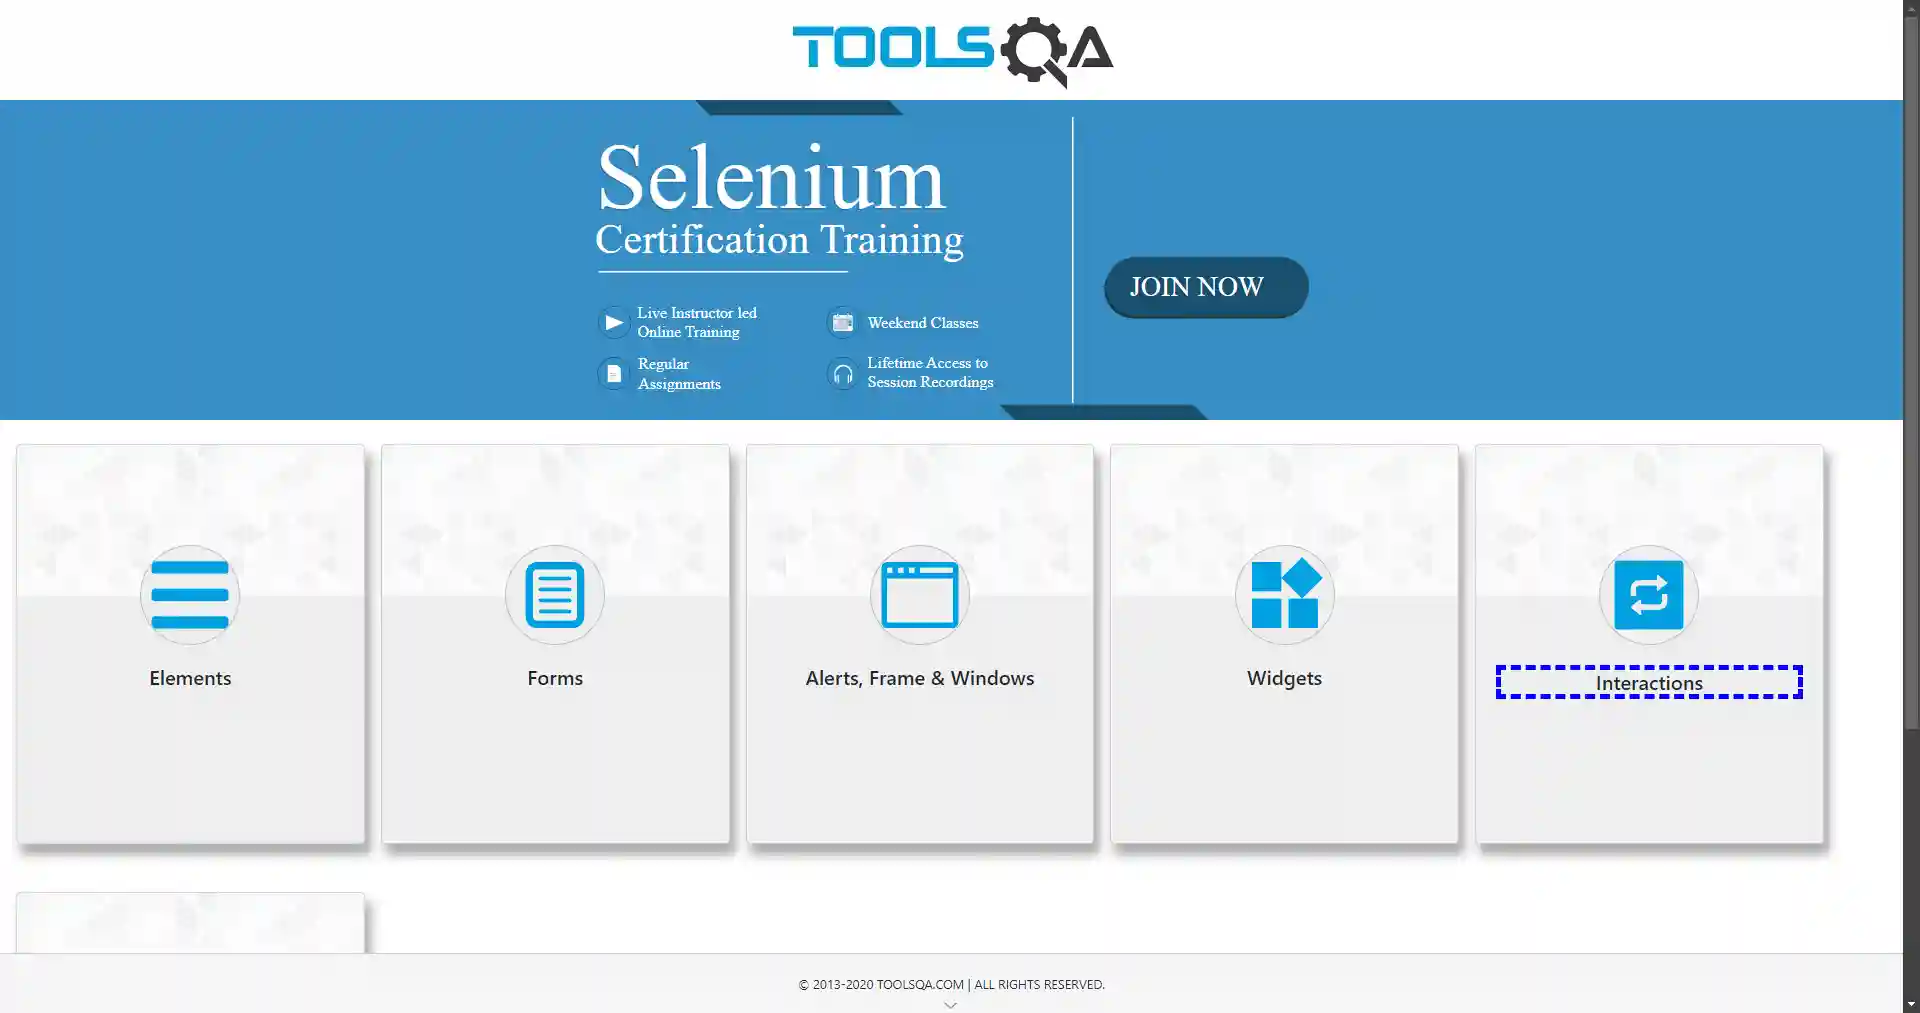 TOOLSQA
Selenium
Certification Training
JOIN NOW
Live Instructor led
Online Training
Weekend Classes
Regular
Assignments
Lifetime Access to
Session Recordings
Elements
Forms
Alerts, Frame & Windows
Widgets
Interactions
© 2013-2020 TOOLSQA.COM | ALL RIGHTS RESERVED.